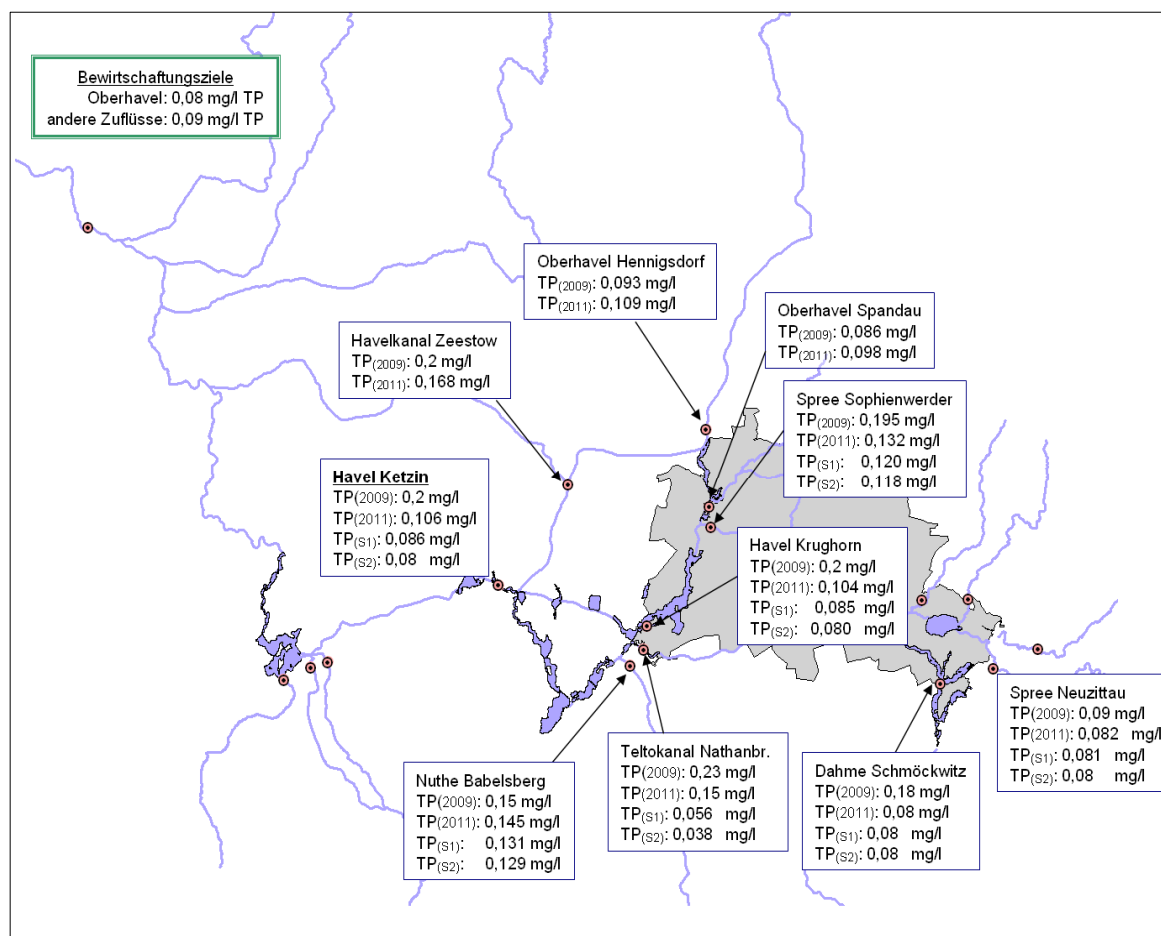 Bewirtschaftungsziele
Oberhavel: 0,08 mg/l TP
andere Zuflüsse: 0,09 mg/l TP
Oberhavel Hennigsdorf
TP(2009): 0,093 mg/l
TP(2011): 0,109 mg/l
Oberhavel Spandau
TP(2009): 0,086 mg/l
TP(2011): 0,098 mg/l
Havelkanal Zeestow
TP(2009): 0,2 mg/l
TP(2011): 0,168 mg/l
Spree Sophienwerder
TP(2009): 0,195 mg/l
TP(2011): 0,132 mg/l
TP(S1): 0,120 mg/l
TP(S2): 0,118 mg/l
Havel Ketzin
TP(2009): 0,2 mg/l
TP(2011): 0,106 mg/l
TP(S1): 0,086 mg/l
TP(S2): 0,08 mg/l
Havel Krughorn
TP(2009): 0,2 mg/l
TP(2011): 0,104 mg/l
TP(S1): 0,085 mg/l
TP(S2): 0,080 mg/l
Spree Neuzittau
TP(2009): 0,09 mg/l
TP(2011): 0,082 mg/l
TP(S1): 0,081 mg/l
TP(S2): 0,08 mg/l
Teltokanal Nathanbr.
TP(2009): 0,23 mg/l
TP(2011): 0,15 mg/l
TP(S1): 0,056 mg/l
TP(S2): 0,038 mg/l
Dahme Schmöckwitz
TP(2009): 0,18 mg/l
TP(2011): 0,08 mg/l
TP(S1): 0,08 mg/l
TP(S2): 0,08 mg/l
Nuthe Babelsberg
TP(2009): 0,15 mg/l
TP(2011): 0,145 mg/l
TP(S1): 0,131 mg/l
TP(S2): 0,129 mg/l